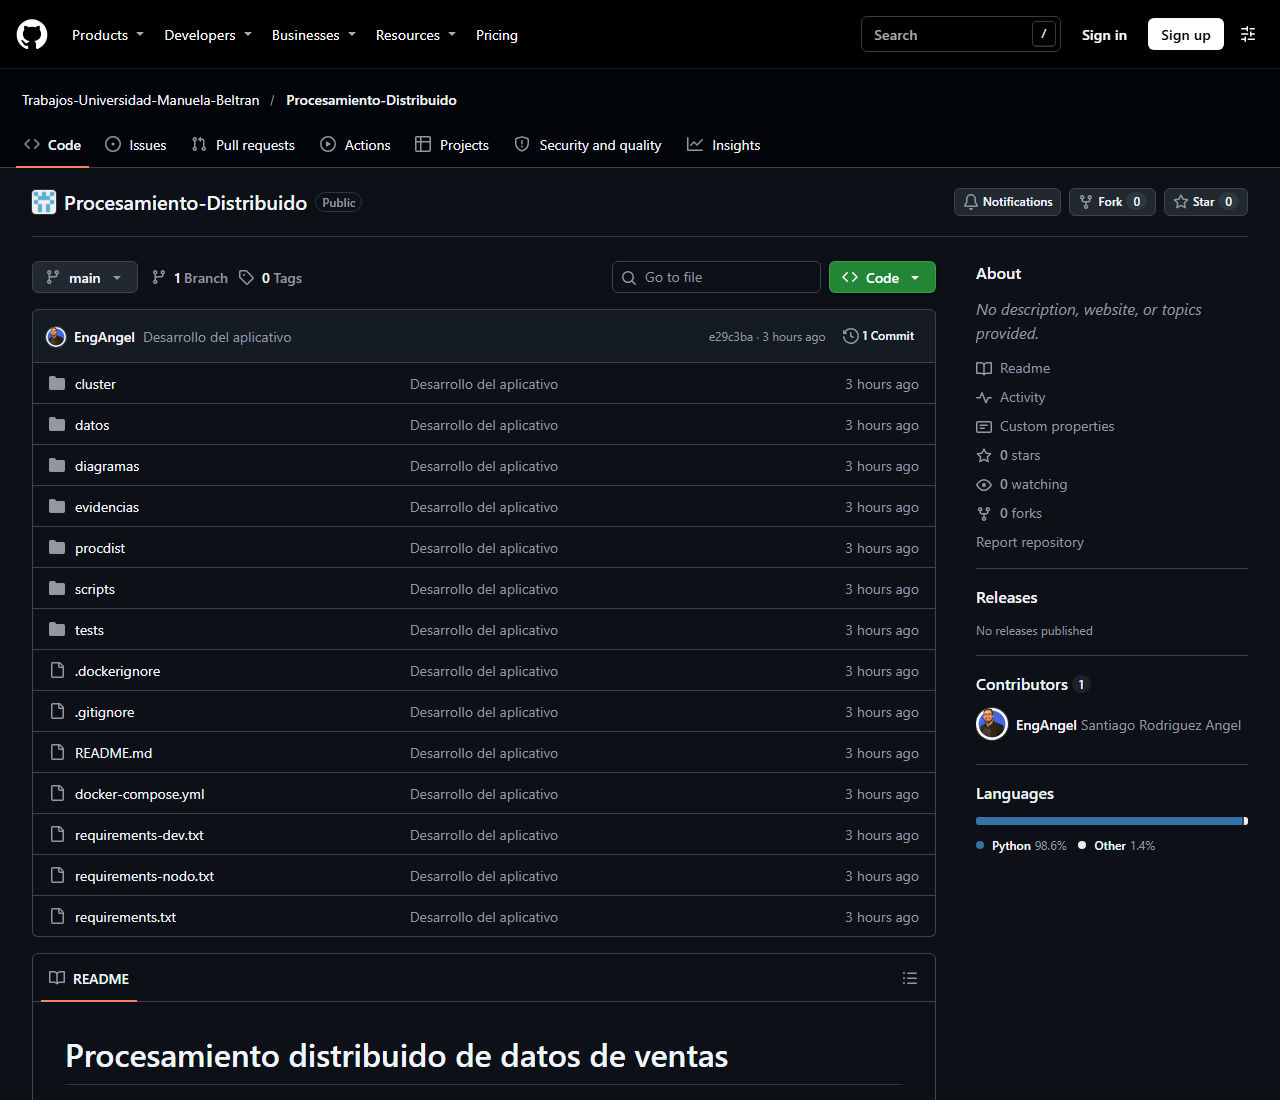 Products Developers Businesses Resources Pricing Search / Sign in Sign up
Trabajos-Universidad-Manuela-Beltran / Procesamiento-Distribuido
Code Issues Pull requests Actions Projects Security and quality Insights
Procesamiento-Distribuido Public Notifications Fork 0 Star 0
main 1 Branch 0 Tags Go to file Code
EngAngel Desarrollo del aplicativo e29c3ba · 3 hours ago 1 Commit
cluster Desarrollo del aplicativo 3 hours ago
datos Desarrollo del aplicativo 3 hours ago
diagramas Desarrollo del aplicativo 3 hours ago
evidencias Desarrollo del aplicativo 3 hours ago
procdist Desarrollo del aplicativo 3 hours ago
scripts Desarrollo del aplicativo 3 hours ago
tests Desarrollo del aplicativo 3 hours ago
.dockerignore Desarrollo del aplicativo 3 hours ago
.gitignore Desarrollo del aplicativo 3 hours ago
README.md Desarrollo del aplicativo 3 hours ago
docker-compose.yml Desarrollo del aplicativo 3 hours ago
requirements-dev.txt Desarrollo del aplicativo 3 hours ago
requirements-nodo.txt Desarrollo del aplicativo 3 hours ago
requirements.txt Desarrollo del aplicativo 3 hours ago
README
Procesamiento distribuido de datos de ventas
About
No description, website, or topics
provided.
Readme
Activity
Custom properties
0 stars
0 watching
0 forks
Report repository
Releases
No releases published
Contributors 1
EngAngel Santiago Rodriguez Angel
Languages
Python 98.6% Other 1.4%